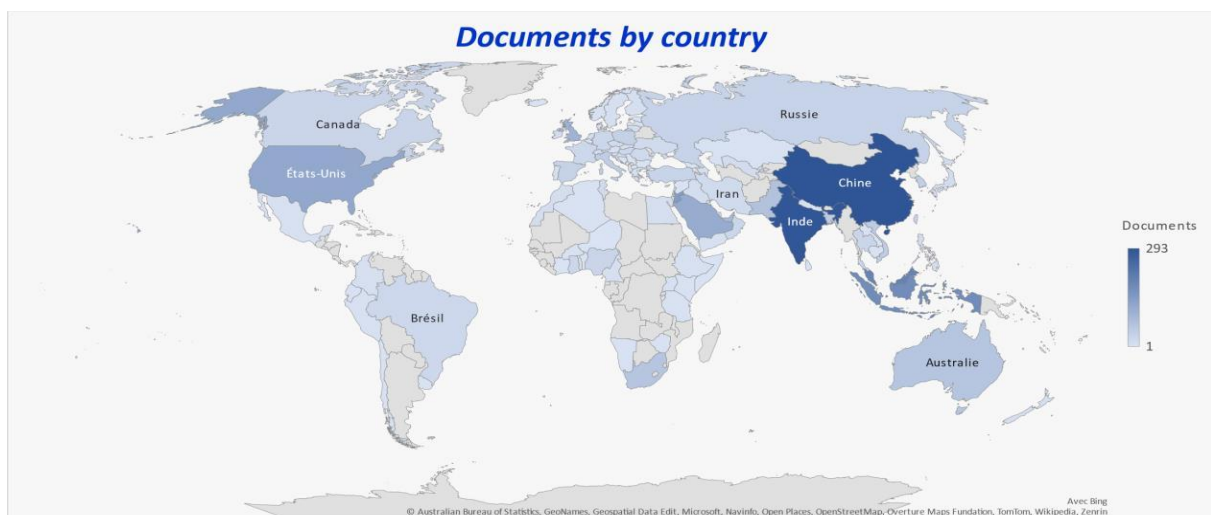 Documents by country
Canada
Russie
États-Unis
Chine
Iran
Inde
Documents
293
Brésil
1
Australie
Avec Bing
© Australian Bureau of Statistics, GeoNames, Geospatial Data Edit, Microsoft, Navinfo, Open Places, OpenStreetMap, Overture Maps Fundation, TomTom, Wikipedia, Zenrin